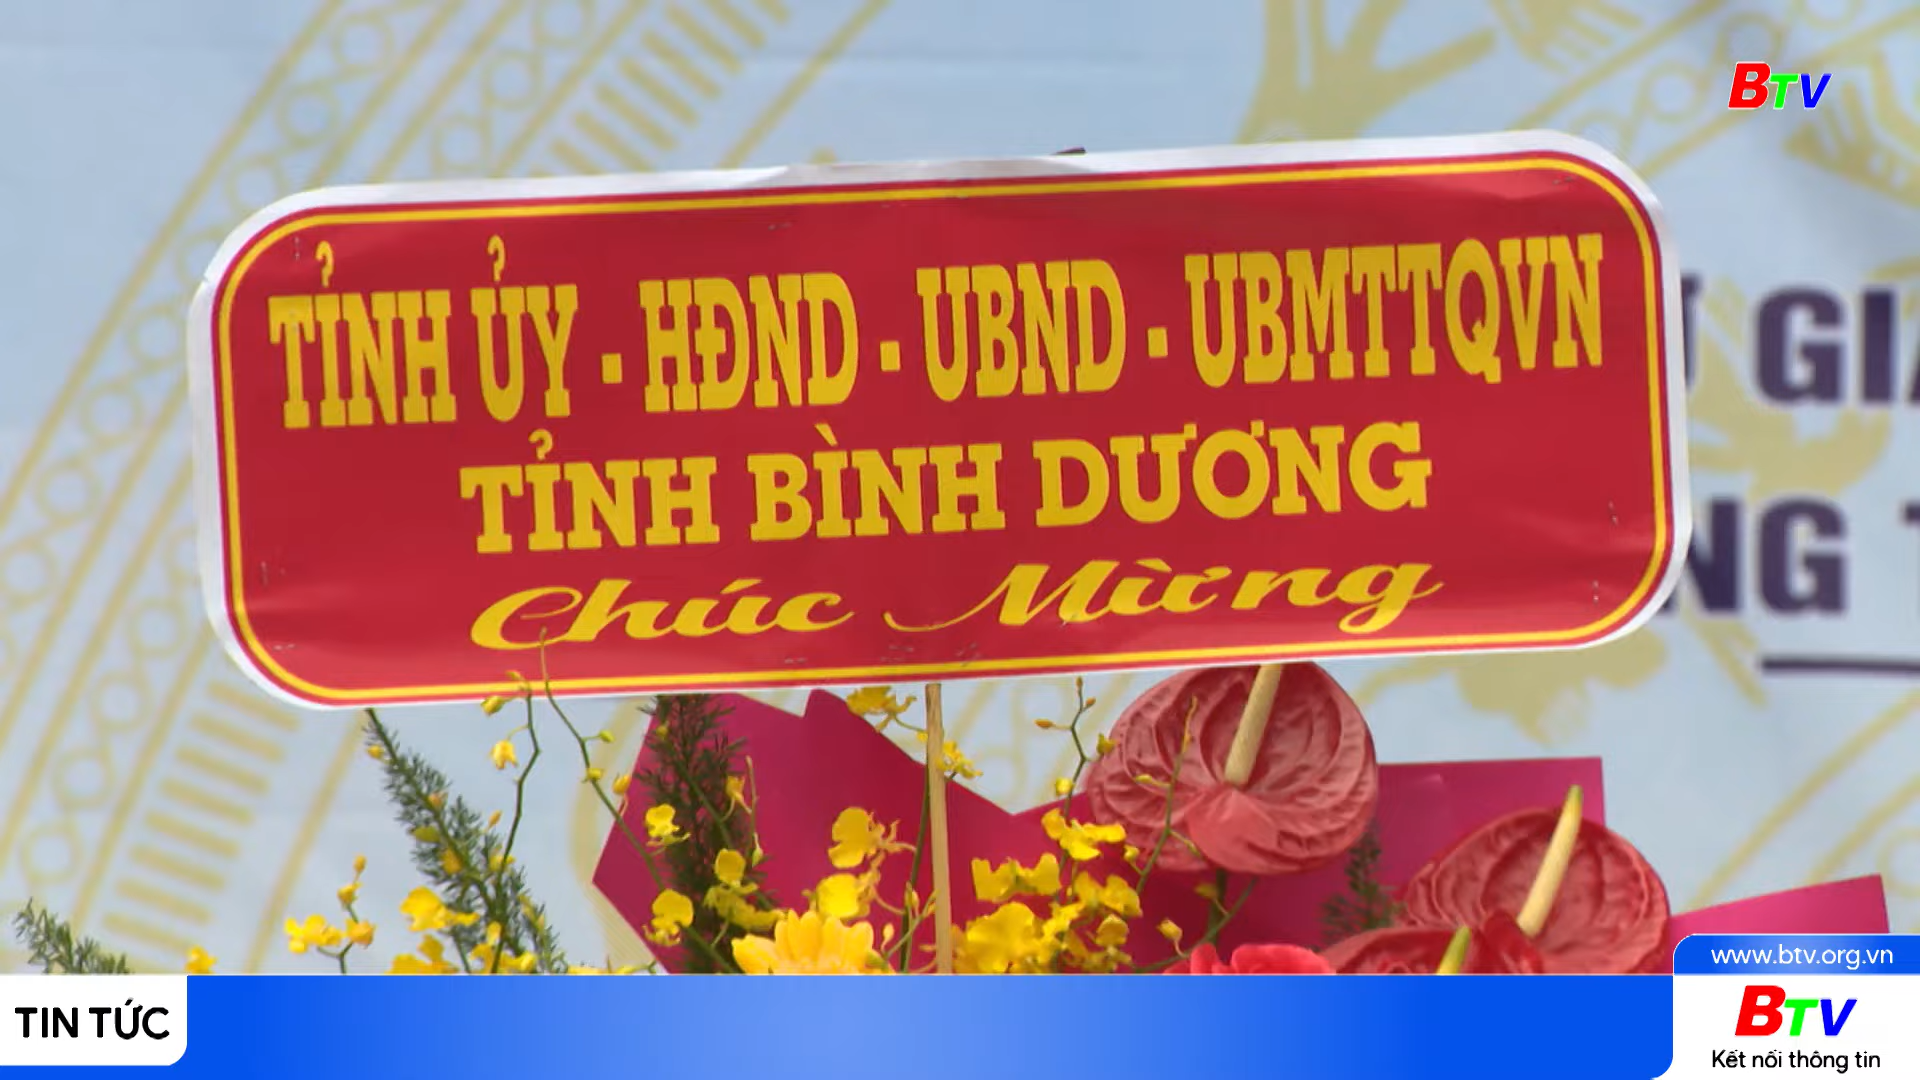 BTV
TỈNH ỦY - HĐND - UBND - UBMTTQVN
TỈNH BÌNH DƯƠNG
Chúc Mừng
www.btv.org.vn
TIN TỨC
BTV
Kết nối thông tin